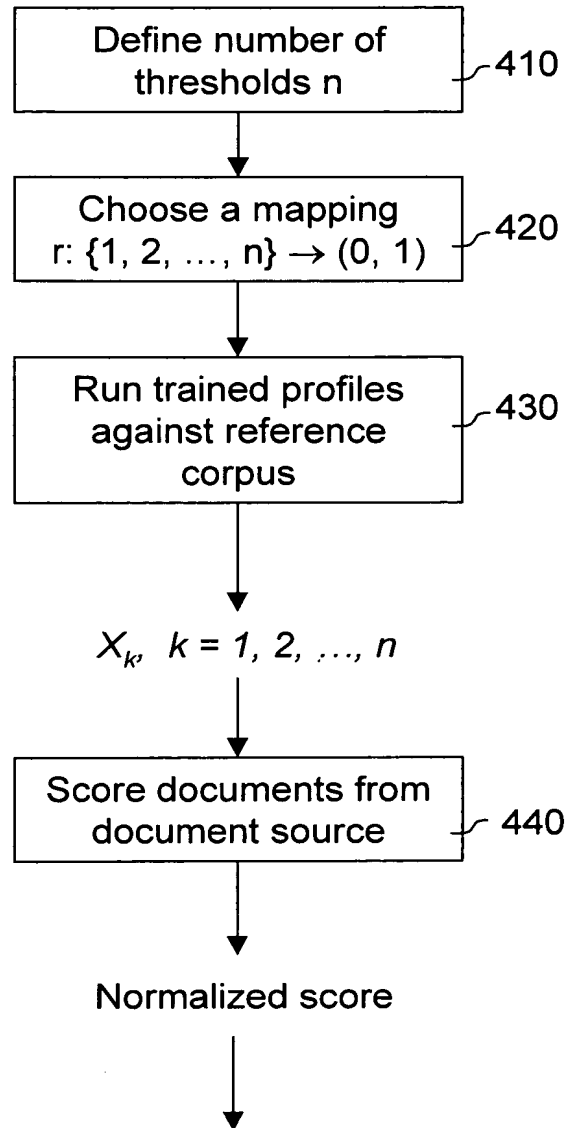 Define number of
thresholds n
410
Choose a mapping
r: {1, 2, ..., n} → (0, 1)
420
Run trained profiles
against reference
corpus
430
Xk, k = 1, 2, ..., n
Score documents from
document source
440
Normalized score